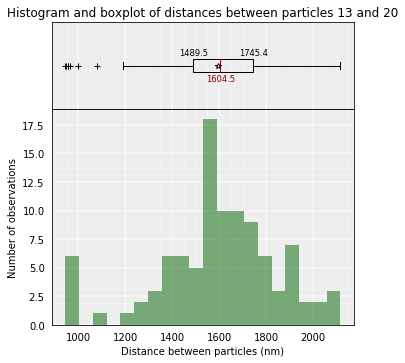 Histogram and boxplot of distances between particles 13 and 20
1489.5 1745.4
1604.5
17.5
15.0
12.5
10.0
7.5
5.0
2.5
0.0
Number of observations
1000 1200 1400 1600 1800 2000
Distance between particles (nm)